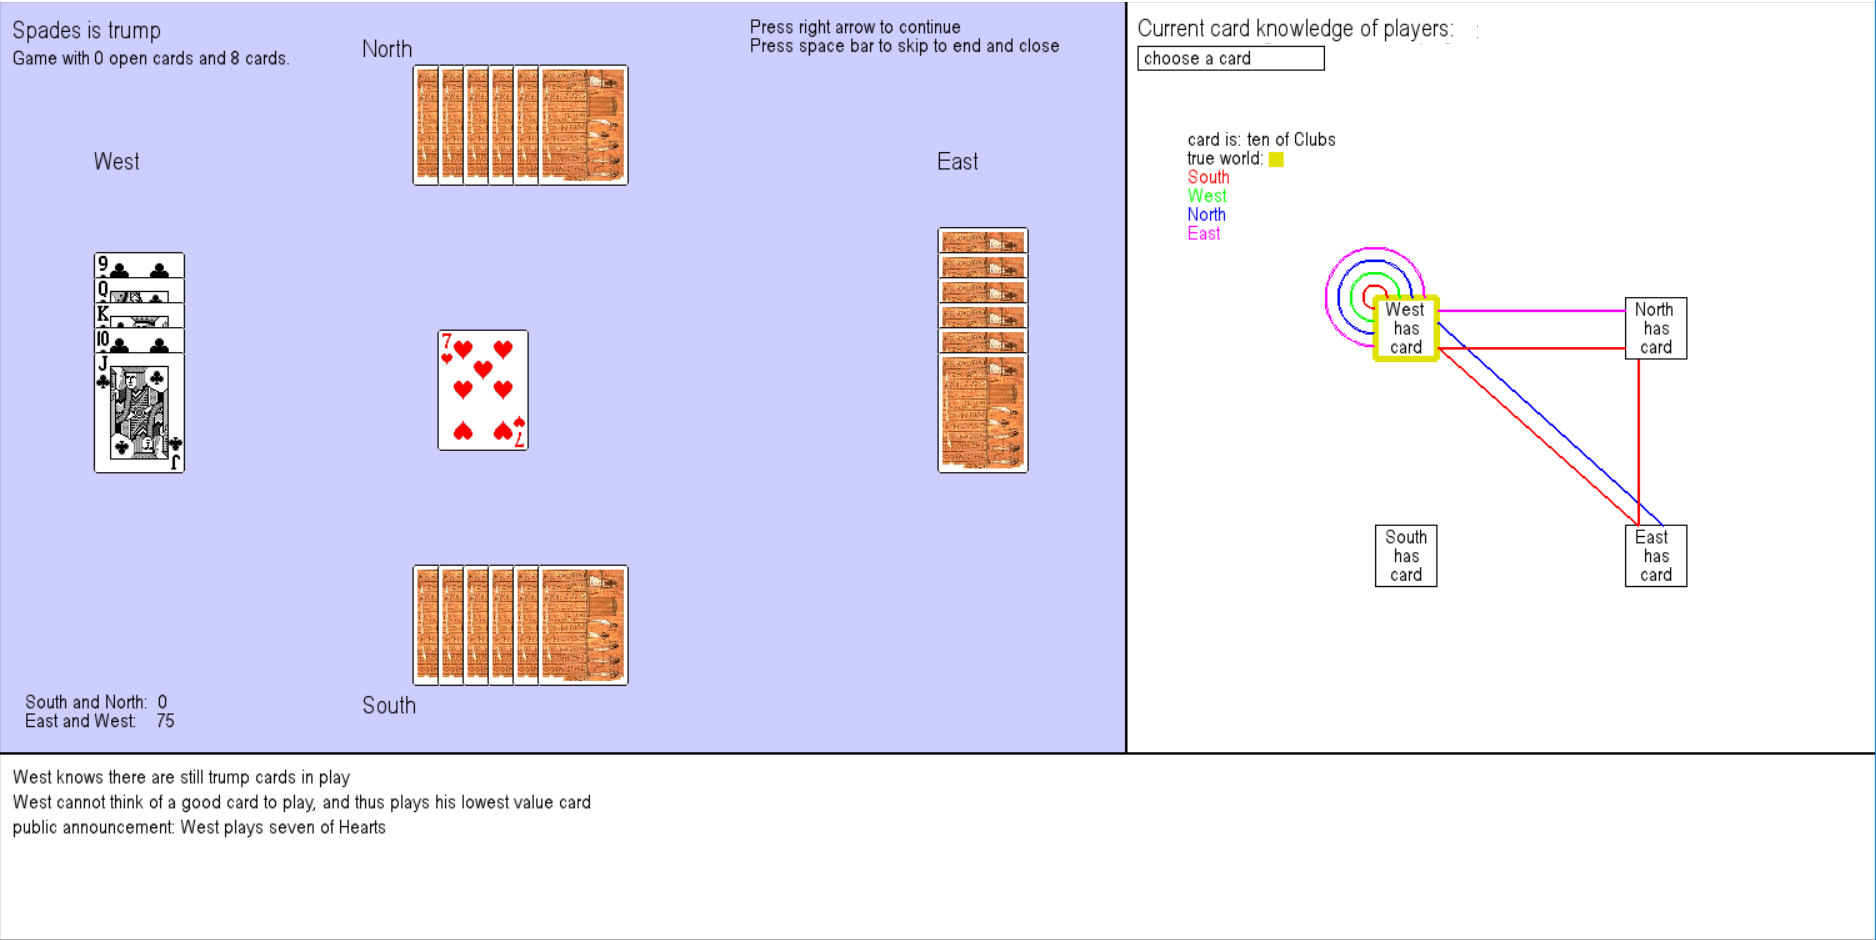 Spades is trump
Game with 0 open cards and 8 cards.
North
Press right arrow to continue
Press space bar to skip to end and close
West
East
9
Q
K
10
J
J
7
7
South and North: 0
East and West: 75
South
Current card knowledge of players:
choose a card
card is: ten of Clubs
true world:
South
West
North
East
West
has
card
North
has
card
South
has
card
East
has
card
West knows there are still trump cards in play
West cannot think of a good card to play, and thus plays his lowest value card
public announcement: West plays seven of Hearts